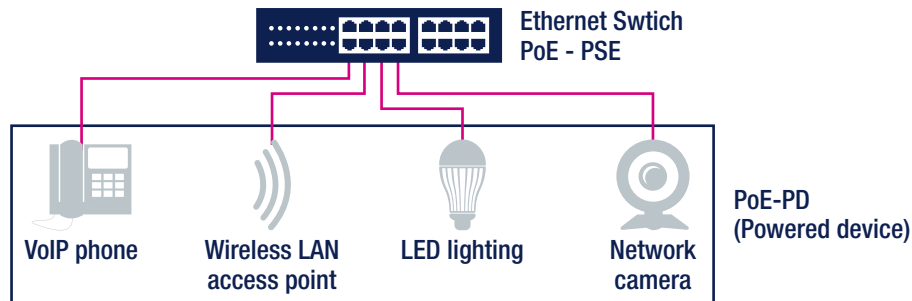 Ethernet Swtich
PoE - PSE
VoIP phone
Wireless LAN
access point
LED lighting
Network
camera
PoE-PD
(Powered device)